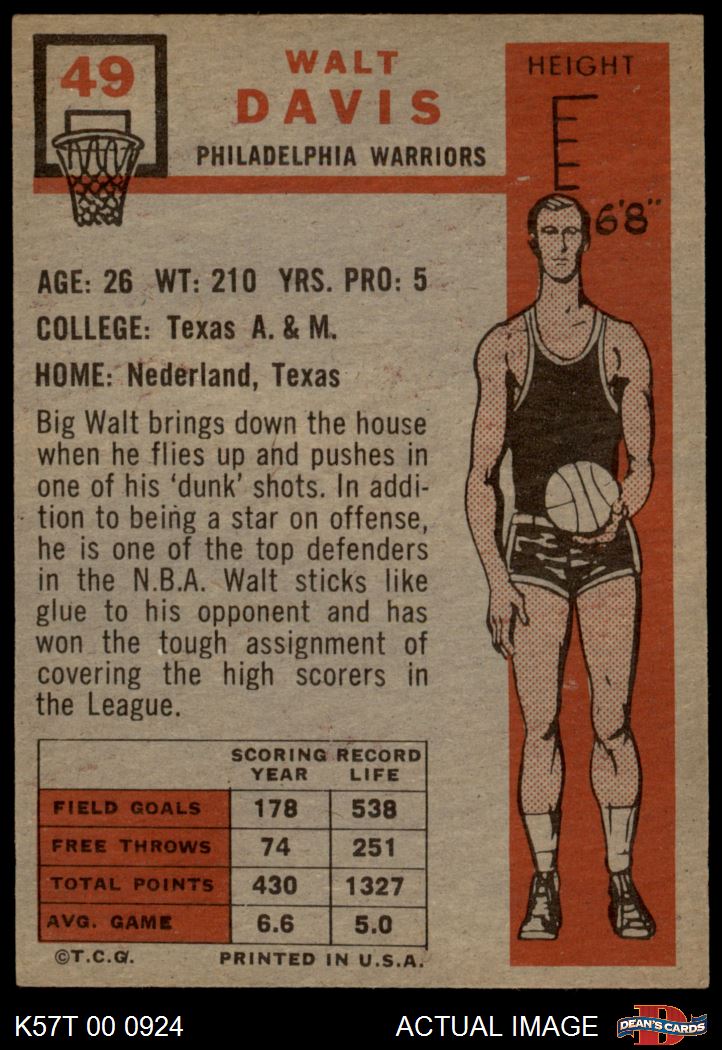 49
WALT
DAVIS
PHILADELPHIA WARRIORS
HEIGHT
6'8"
AGE: 26 WT: 210 YRS. PRO: 5
COLLEGE: Texas A. & M.
HOME: Nederland, Texas
Big Walt brings down the house
when he flies up and pushes in
one of his ‘dunk’ shots. In addi-
tion to being a star on offense,
he is one of the top defenders
in the N.B.A. Walt sticks like
glue to his opponent and has
won the tough assignment of
covering the high scorers in
the League.
SCORING RECORD
YEAR LIFE
FIELD GOALS 178 538
FREE THROWS 74 251
TOTAL POINTS 430 1327
AVG. GAME 6.6 5.0
©T.C.G. PRINTED IN U.S.A.
K57T 00 0924 ACTUAL IMAGE D DEAN'S CARDS